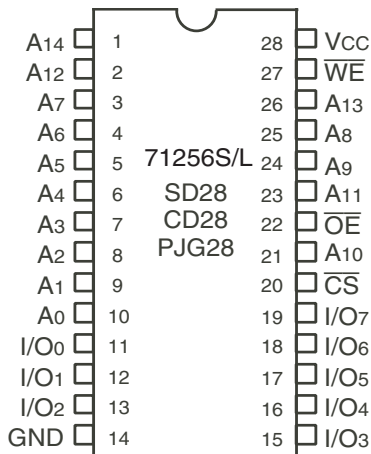 A14 1 28 VCC
A12 2 27 WE
A7 3 26 A13
A6 4 25 A8
A5 5 71256S/L 24 A9
A4 6 SD28 23 A11
A3 7 CD28 22 OE
A2 8 PJG28 21 A10
A1 9 20 CS
A0 10 19 I/O7
I/O0 11 18 I/O6
I/O1 12 17 I/O5
I/O2 13 16 I/O4
GND 14 15 I/O3